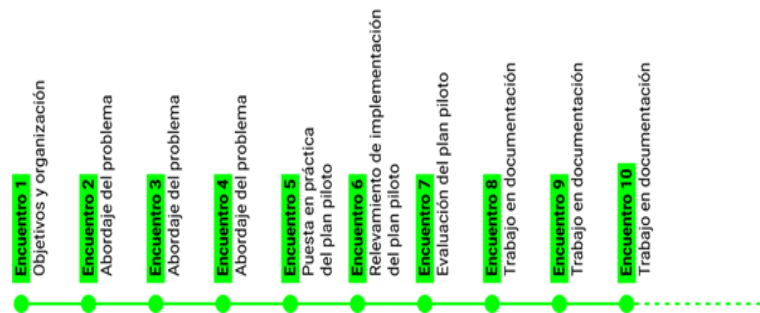 Encuentro 1
Objetivos y organización
Encuentro 2
Abordaje del problema
Encuentro 3
Abordaje del problema
Encuentro 4
Abordaje del problema
Encuentro 5
Puesta en práctica
del plan piloto
Encuentro 6
Relevamiento de implementación
del plan piloto
Encuentro 7
Evaluación del plan piloto
Encuentro 8
Trabajo en documentación
Encuentro 9
Trabajo en documentación
Encuentro 10
Trabajo en documentación